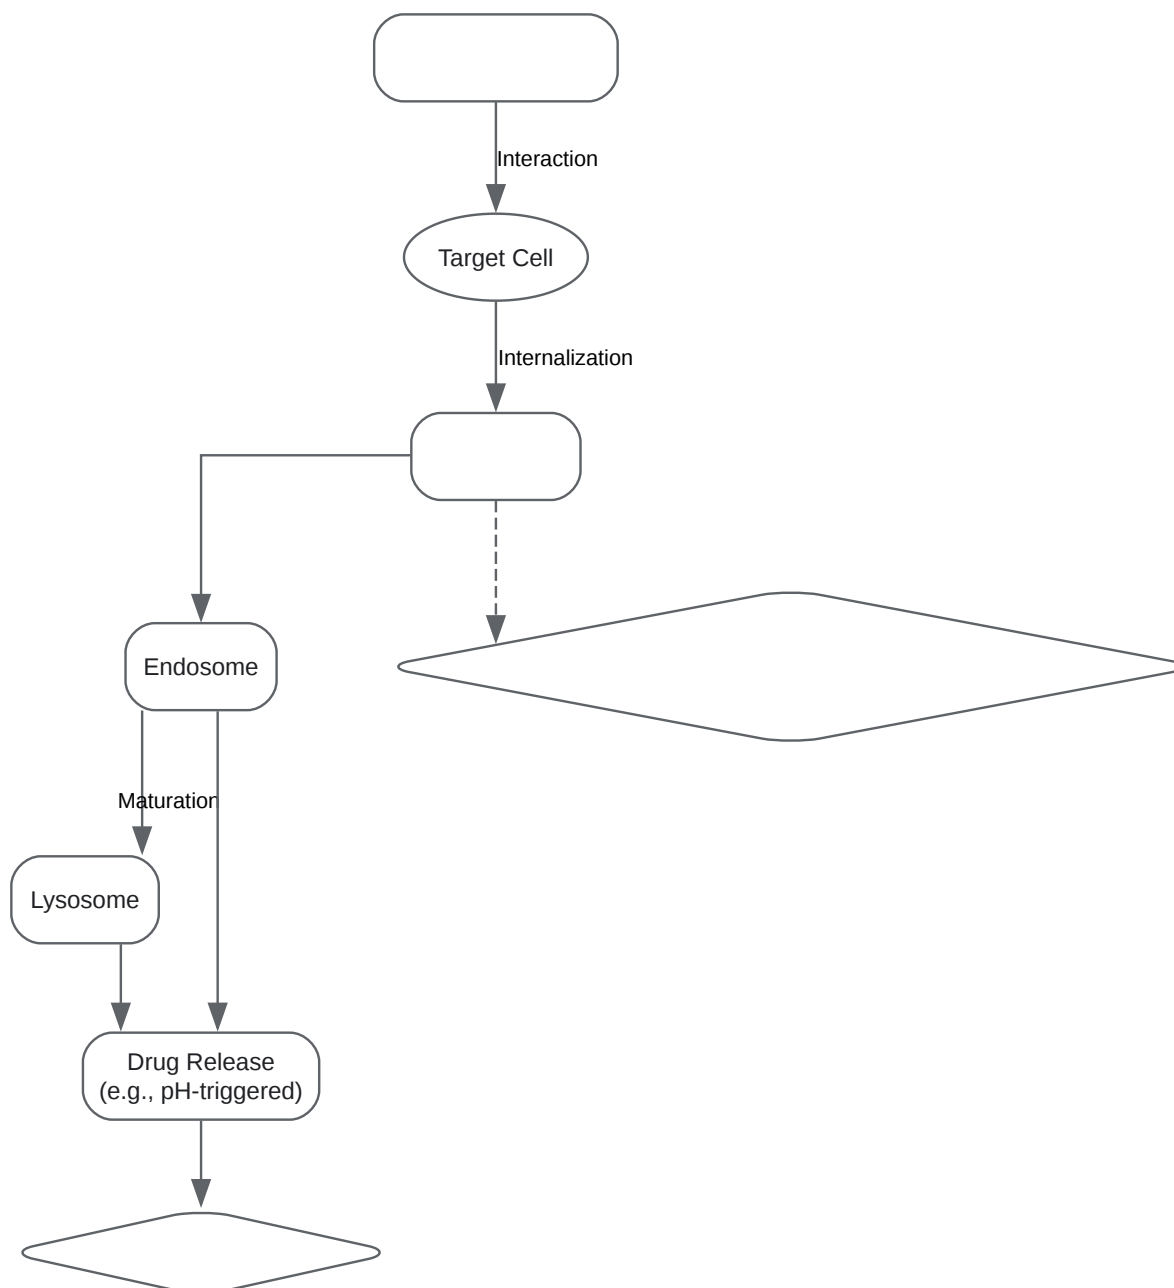 Interaction
Target Cell
Internalization
Endosome
Maturation
Lysosome
Drug Release
(e.g., pH-triggered)